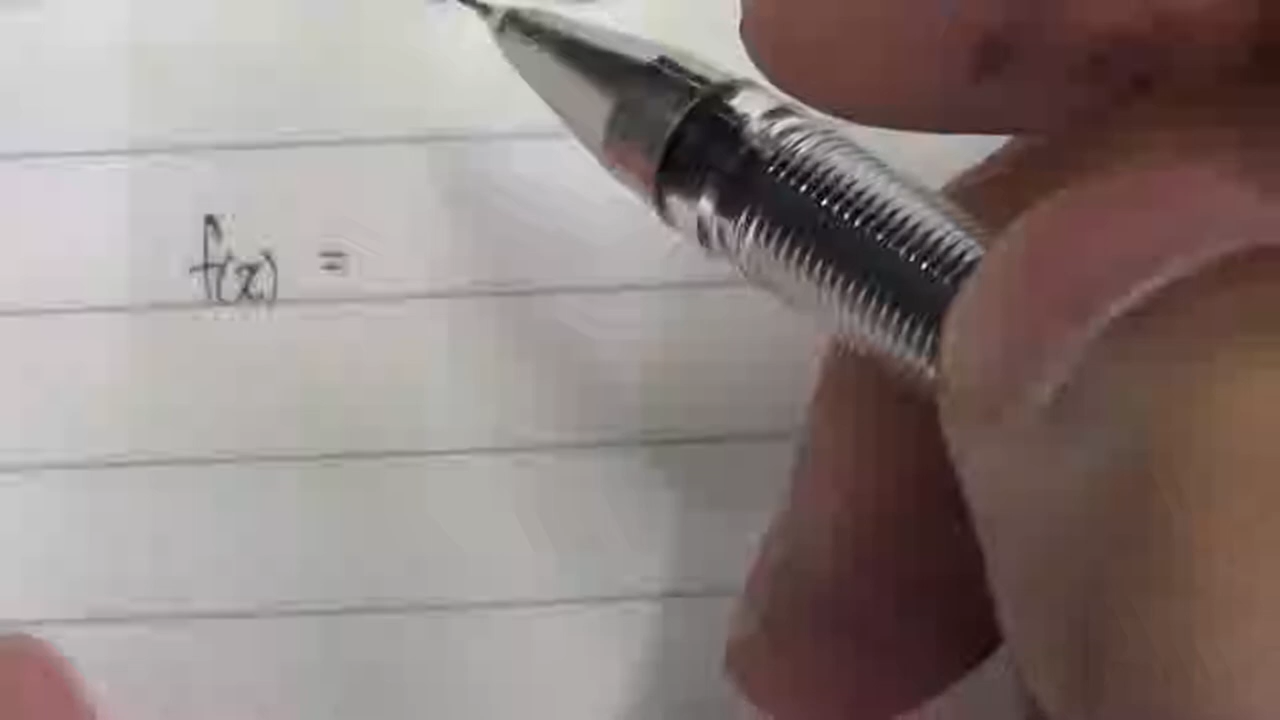 f(x) =